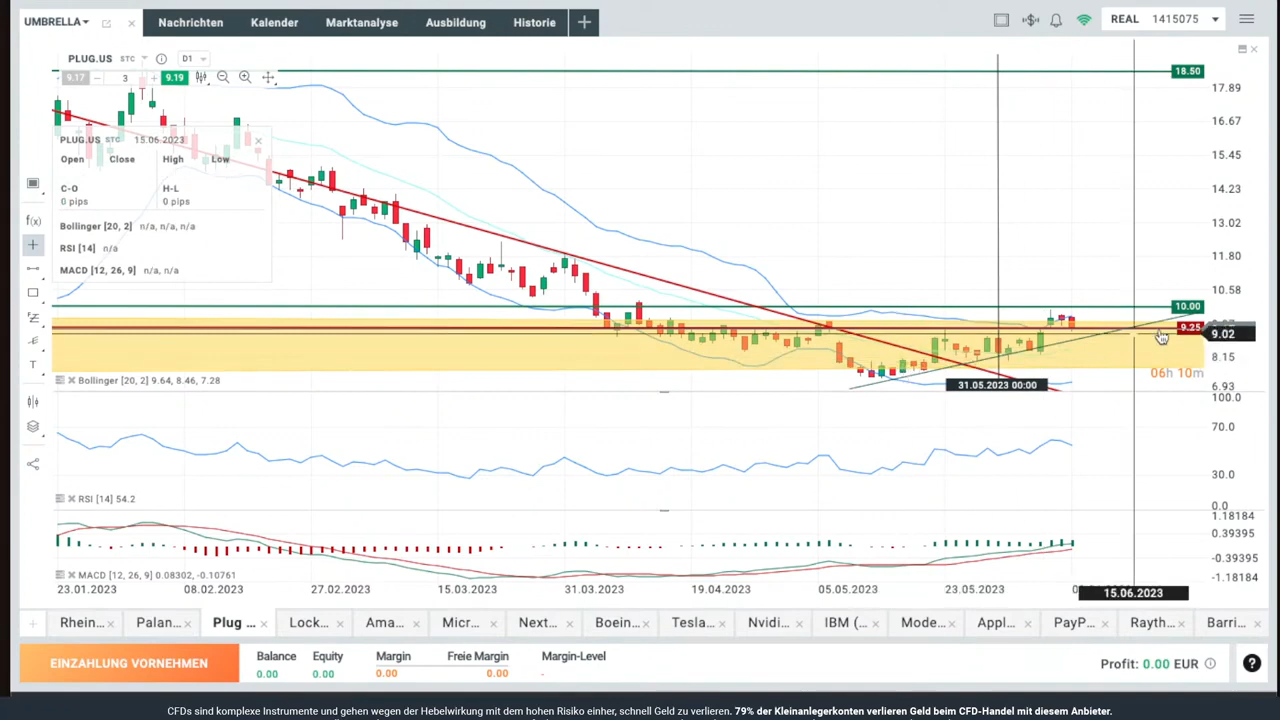 UMBRELLA Nachrichten Kalender Marktanalyse Ausbildung Historie REAL 1415075
PLUG.US STC D1
9.17 3 9.19
18.50
17.89
16.67
PLUG.US STC 15.06.2023
Open Close High Low
15.45
C-O H-L
0 pips 0 pips
14.23
Bollinger [20, 2] n/a, n/a, n/a
13.02
RSI [14] n/a
11.80
MACD [12, 26, 9] n/a, n/a
10.58
10.00
9.25
9.02
8.15
06h 10m
Bollinger [20, 2] 9.64, 8.46, 7.28
31.05.2023 00:00
6.93
100.0
70.0
30.0
RSI [14] 54.2
0.0
1.18184
0.39395
-0.39395
MACD [12, 26, 9] 0.08302, -0.10761
-1.18184
23.01.2023 08.02.2023 27.02.2023 15.03.2023 31.03.2023 19.04.2023 05.05.2023 23.05.2023 15.06.2023
Rhein... Palan... Plug ... Lock... Ama... Micr... Next... Boein... Tesla... Nvidi... IBM (... Mode... Appl... PayP... Rayth... Barri...
EINZAHLUNG VORNEHMEN
Balance Equity Margin Freie Margin Margin-Level
0.00 0.00 0.00 0.00 -
Profit: 0.00 EUR
CFDs sind komplexe Instrumente und gehen wegen der Hebelwirkung mit dem hohen Risiko einher, schnell Geld zu verlieren. 79% der Kleinanlegerkonten verlieren Geld beim CFD-Handel mit diesem Anbieter.